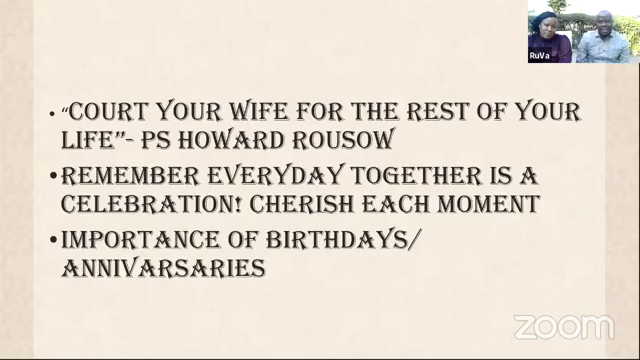 RuVa
• “COURT YOUR WIFE FOR THE REST OF YOUR
LIFE”- PS HOWARD ROUSOW
•REMEMBER EVERYDAY TOGETHER IS A
CELEBRATION! CHERISH EACH MOMENT
•IMPORTANCE OF BIRTHDAYS/
ANNIVARSARIES
zoom